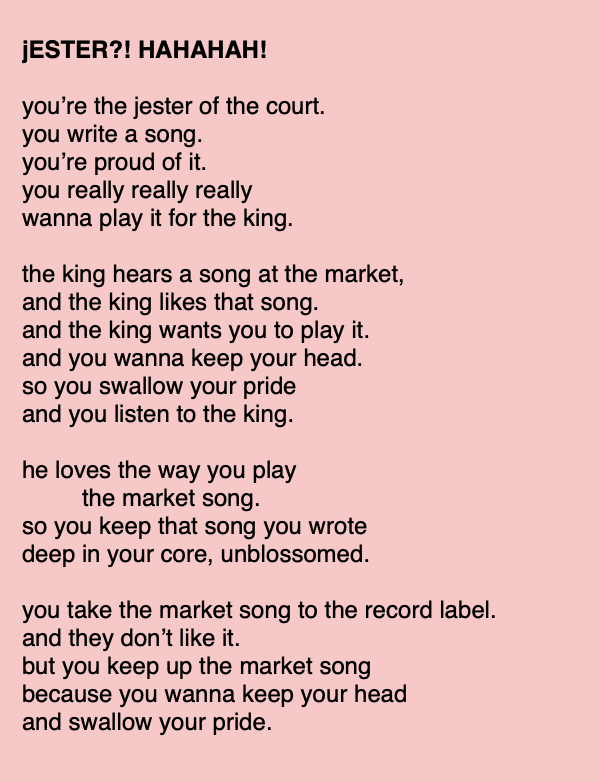 jESTER?! HAHAHAH!

you’re the jester of the court.
you write a song.
you’re proud of it.
you really really really
wanna play it for the king.

the king hears a song at the market,
and the king likes that song.
and the king wants you to play it.
and you wanna keep your head.
so you swallow your pride
and you listen to the king.

he loves the way you play
the market song.
so you keep that song you wrote
deep in your core, unblossomed.

you take the market song to the record label.
and they don’t like it.
but you keep up the market song
because you wanna keep your head
and swallow your pride.